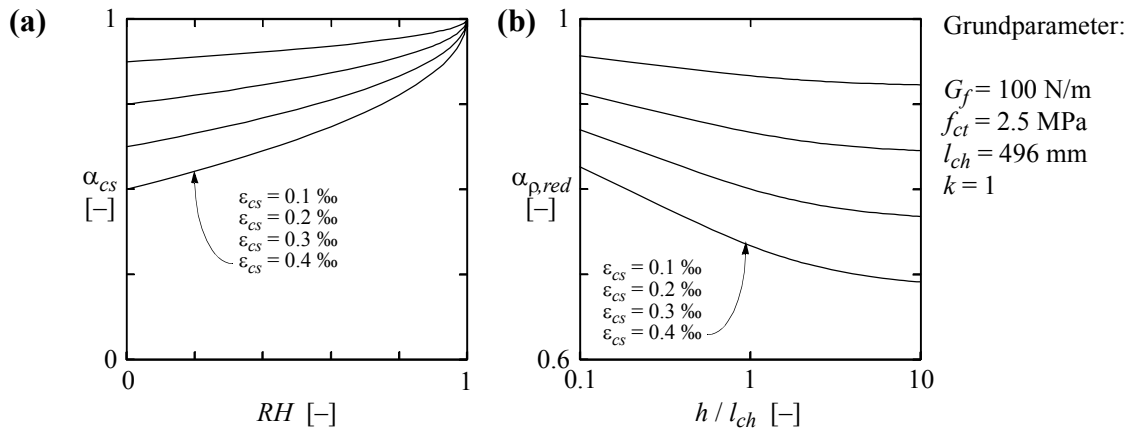 (a)
1
α_cs
[–]
ε_cs = 0.1 ‰
ε_cs = 0.2 ‰
ε_cs = 0.3 ‰
ε_cs = 0.4 ‰
0
0
1
RH [–]
(b)
1
α_ρ,red
[–]
ε_cs = 0.1 ‰
ε_cs = 0.2 ‰
ε_cs = 0.3 ‰
ε_cs = 0.4 ‰
0.6
0.1
1
10
h / l_ch [–]
Grundparameter:
G_f = 100 N/m
f_ct = 2.5 MPa
l_ch = 496 mm
k = 1